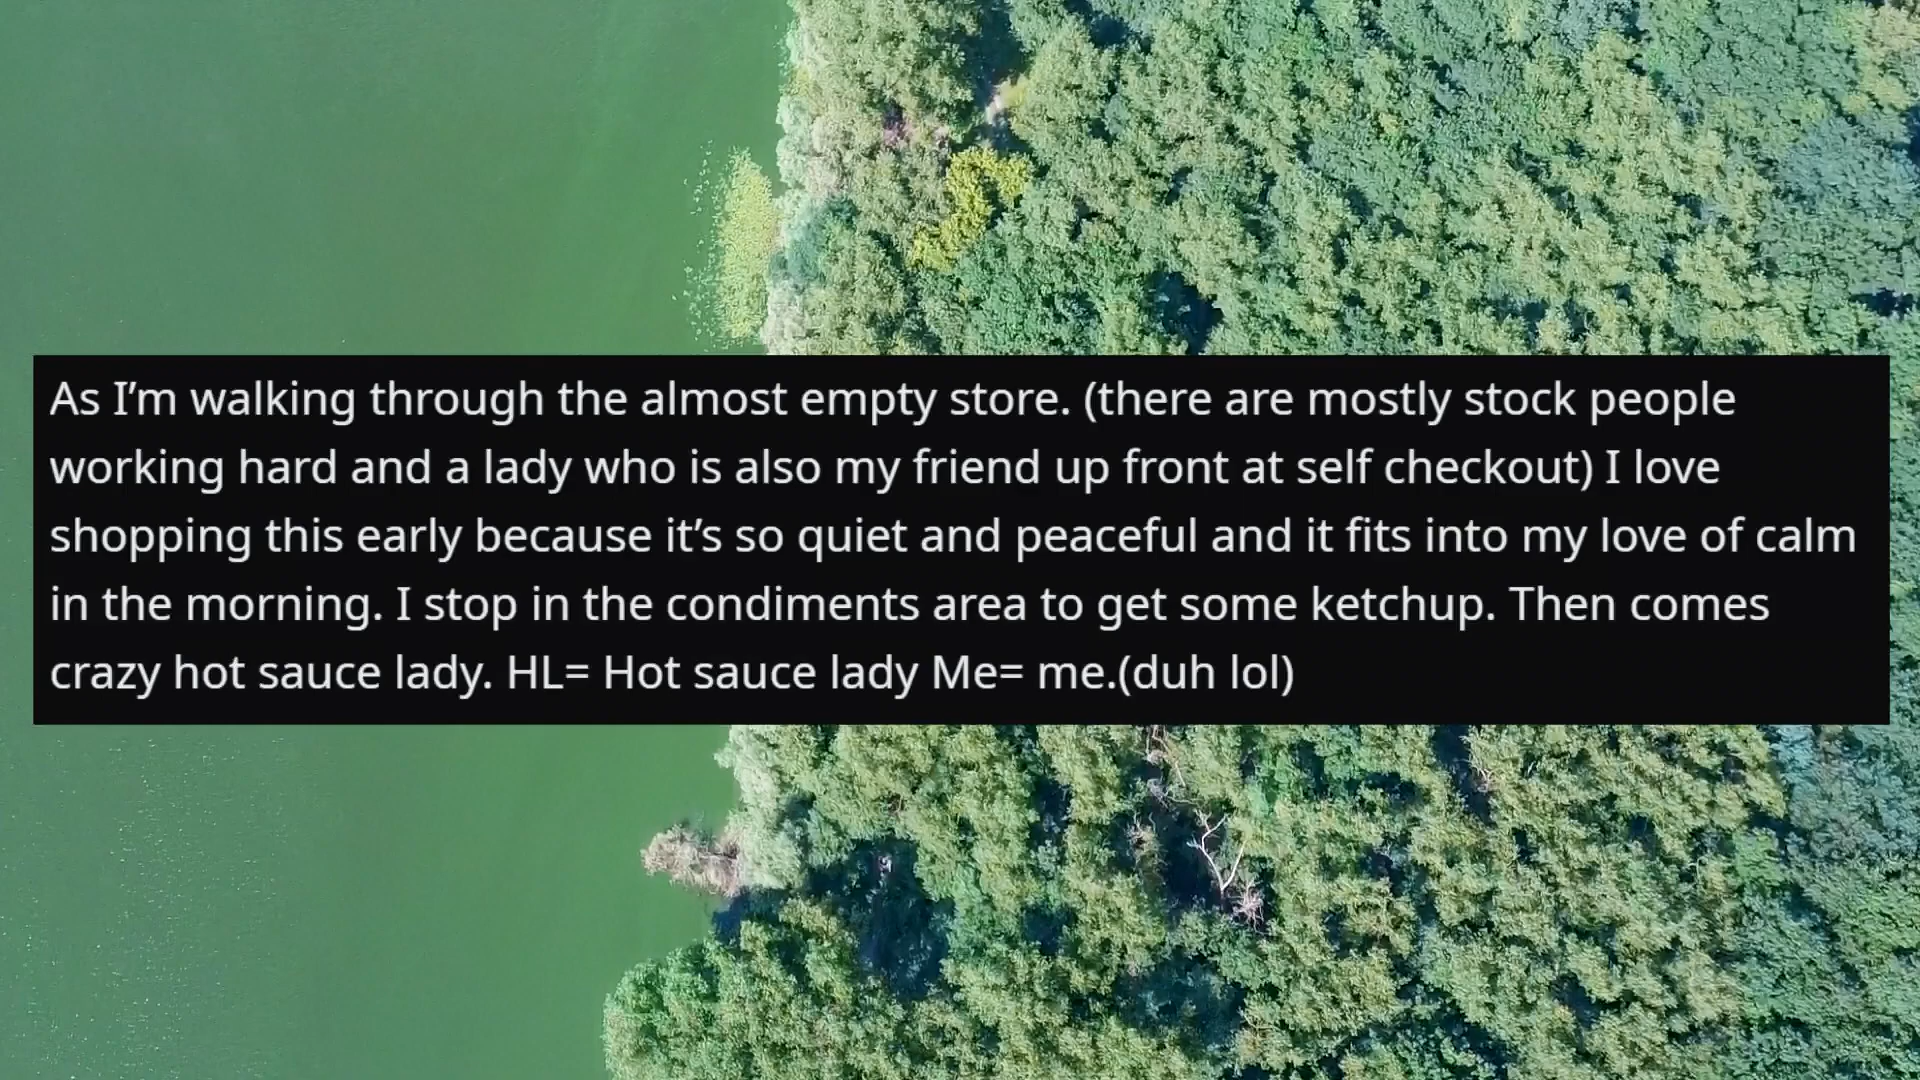 As I’m walking through the almost empty store. (there are mostly stock people
working hard and a lady who is also my friend up front at self checkout) I love
shopping this early because it’s so quiet and peaceful and it fits into my love of calm
in the morning. I stop in the condiments area to get some ketchup. Then comes
crazy hot sauce lady. HL= Hot sauce lady Me= me.(duh lol)